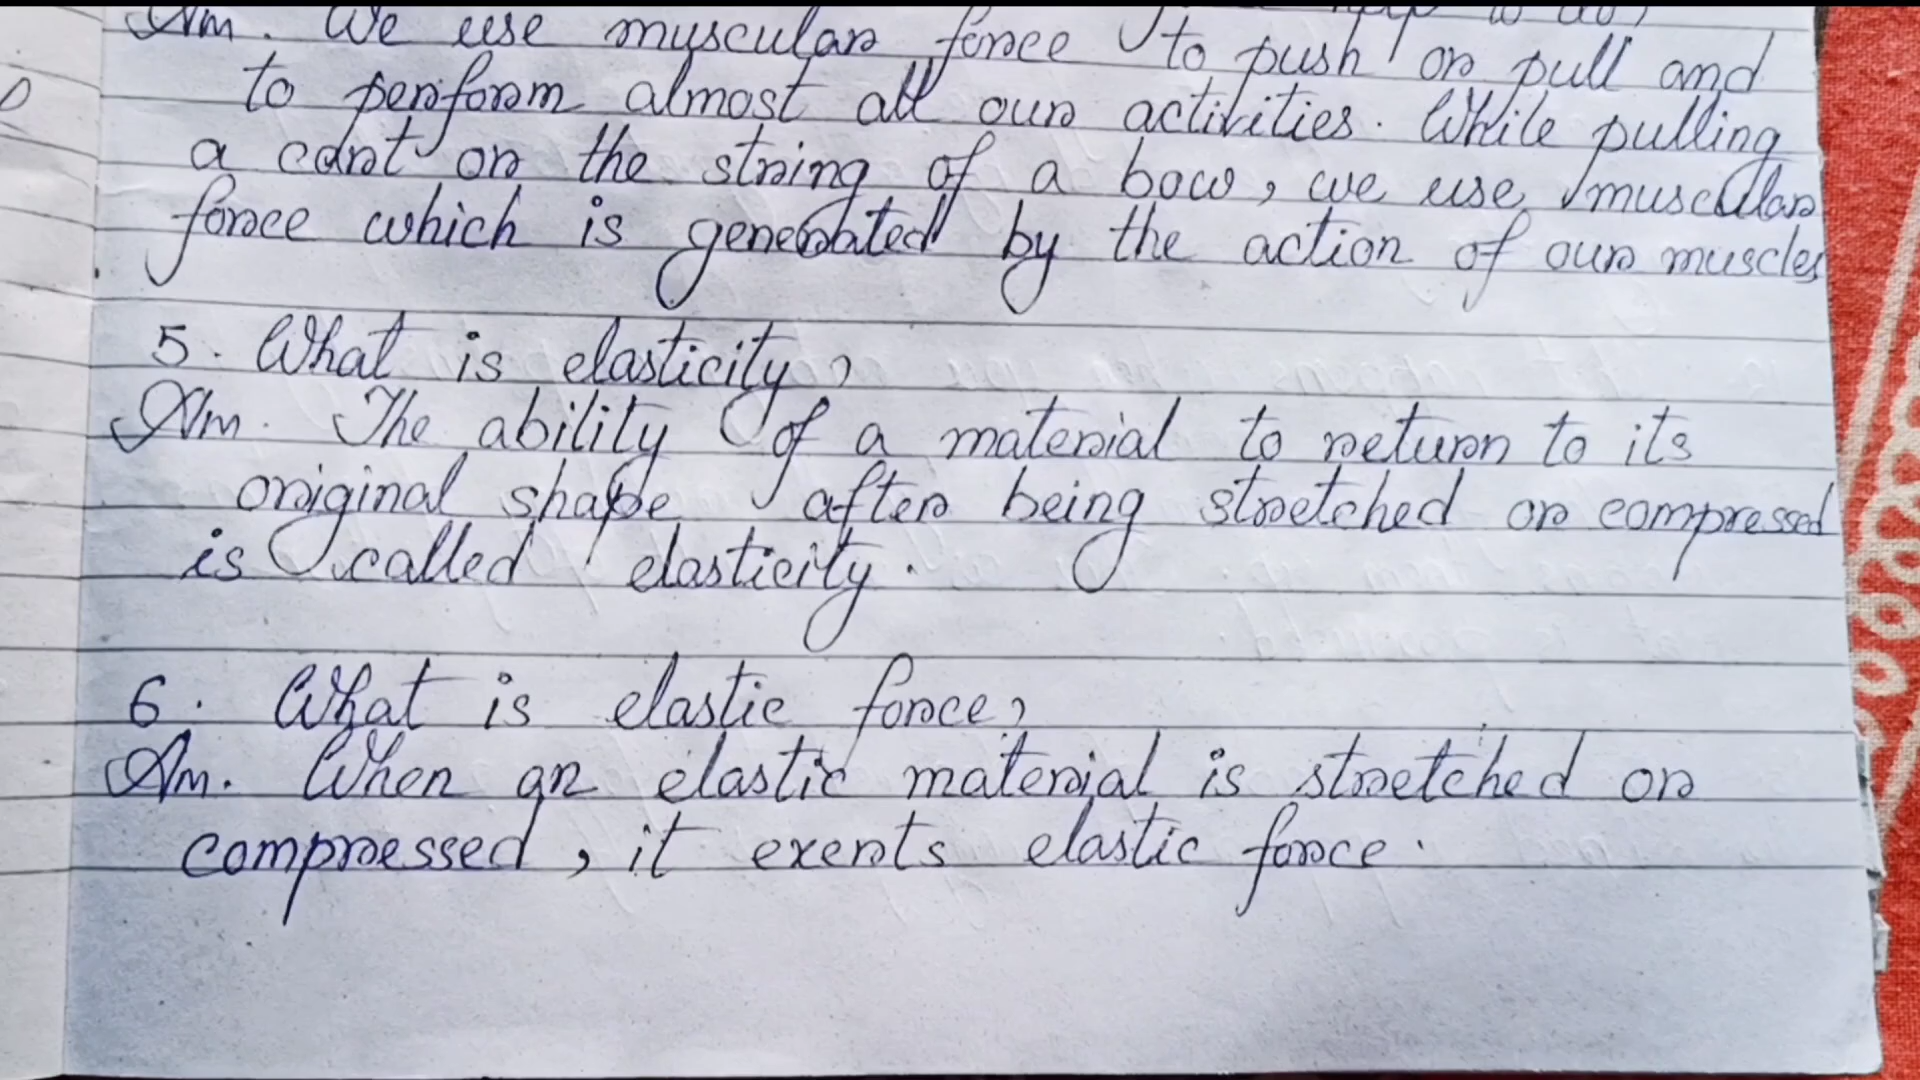 Ans. We use muscular force to push or pull and
to perform almost all our activities. While pulling
a cart or the string of a bow, we use muscular
force which is generated by the action of our muscles
5. What is elasticity?
Ans. The ability of a material to return to its
original shape after being stretched or compressed
is called elasticity.
6. What is elastic force?
Ans. When an elastic material is stretched or
compressed, it exerts elastic force.